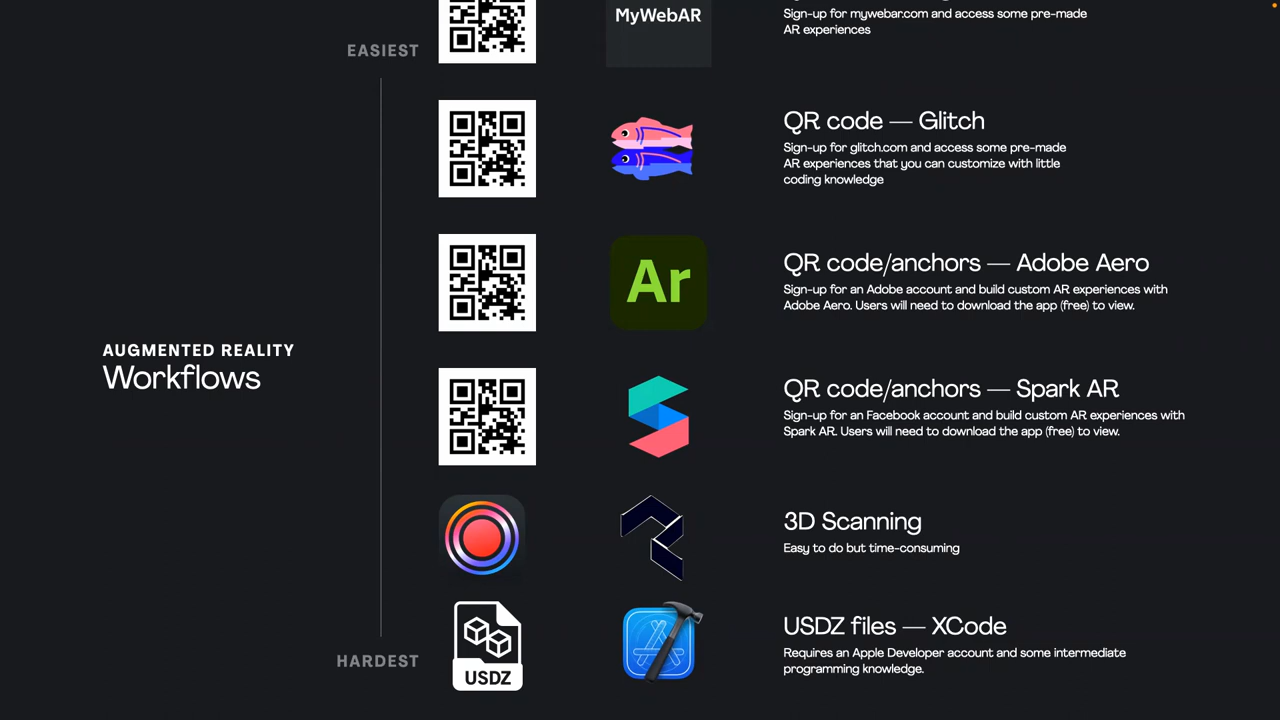 MyWebAR
Sign-up for mywebar.com and access some pre-made
AR experiences
EASIEST
QR code — Glitch
Sign-up for glitch.com and access some pre-made
AR experiences that you can customize with little
coding knowledge
Ar
QR code/anchors — Adobe Aero
Sign-up for an Adobe account and build custom AR experiences with
Adobe Aero. Users will need to download the app (free) to view.
AUGMENTED REALITY
Workflows
QR code/anchors — Spark AR
Sign-up for an Facebook account and build custom AR experiences with
Spark AR. Users will need to download the app (free) to view.
3D Scanning
Easy to do but time-consuming
HARDEST
USDZ
USDZ files — XCode
Requires an Apple Developer account and some intermediate
programming knowledge.